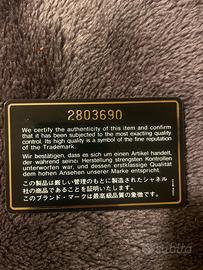 2803690
We certify the authenticity of this item and confirm
that it has been subjected to the most exacting quality
control. Its high quality is a symbol of the fine reputation
of the Trademark.
Wir bestätigen, dass es sich um einen Artikel handelt,
der während seiner Herstellung strengsten Kontrollen
unterworfen war, und dessen erstklassige Qualität
dem hohen Ansehen unserer Marke entspricht.
この製品は厳しい管理のもとに製造されたシャネル
社の商品であることを証明いたします。
このブランド・マークは最高級品質の象徴です。
subito